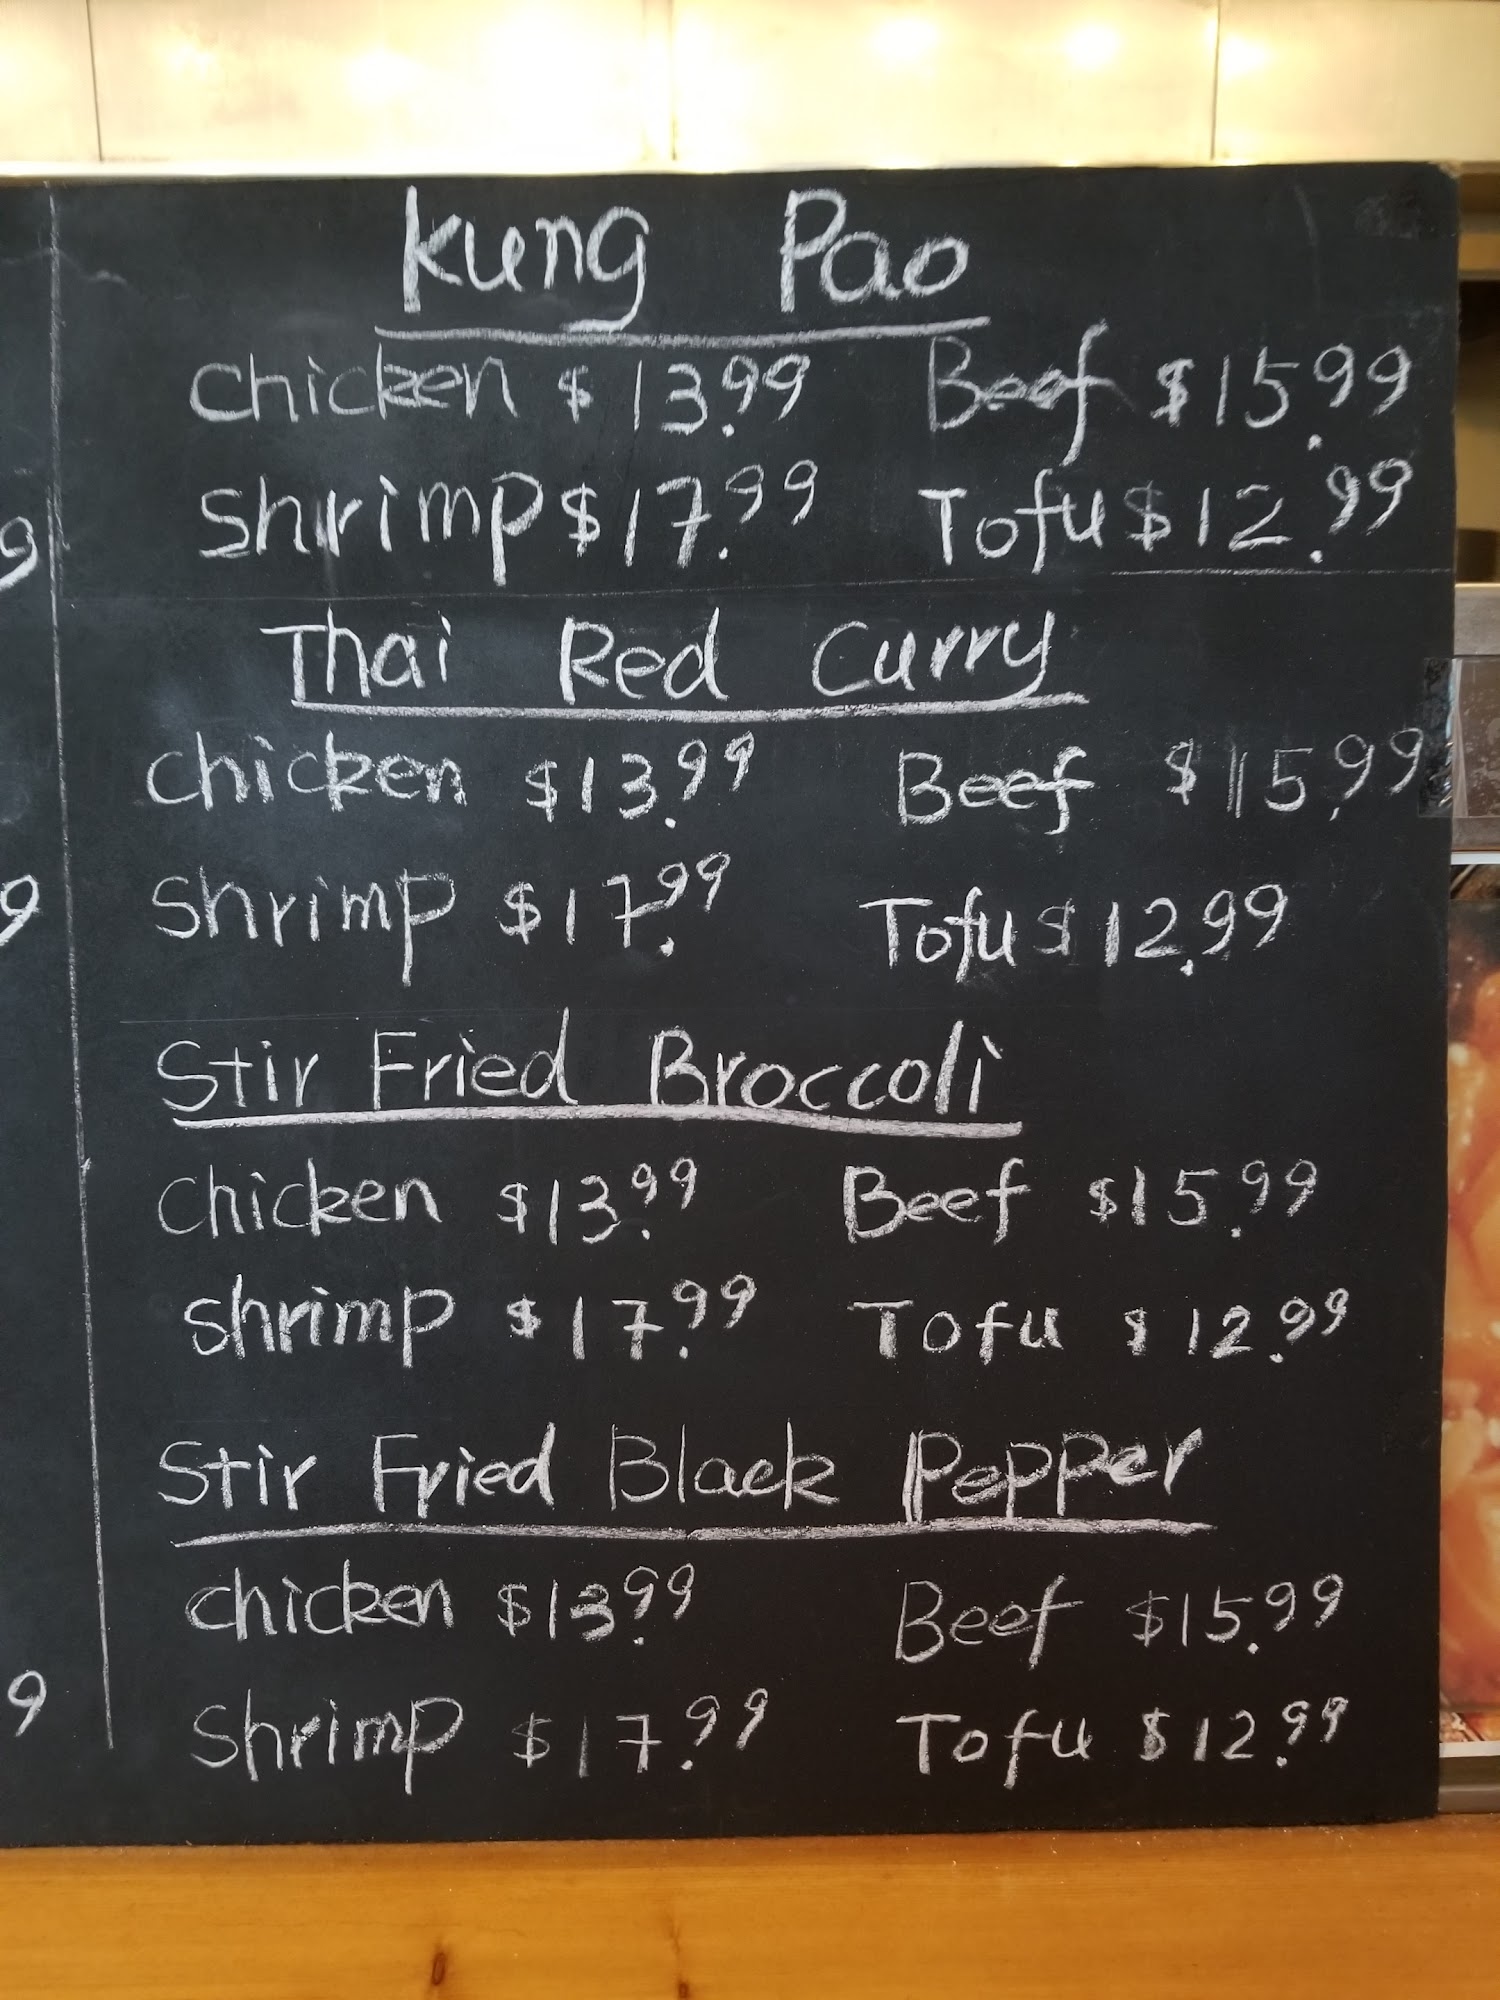 Kung Pao
Chicken $13.99 Beef $15.99
Shrimp $17.99 Tofu $12.99
Thai Red Curry
Chicken $13.99 Beef $15.99
Shrimp $17.99 Tofu $12.99
Stir Fried Broccoli
Chicken $13.99 Beef $15.99
Shrimp $17.99 Tofu $12.99
Stir Fried Black Pepper
Chicken $13.99 Beef $15.99
Shrimp $17.99 Tofu $12.99
9
9
9